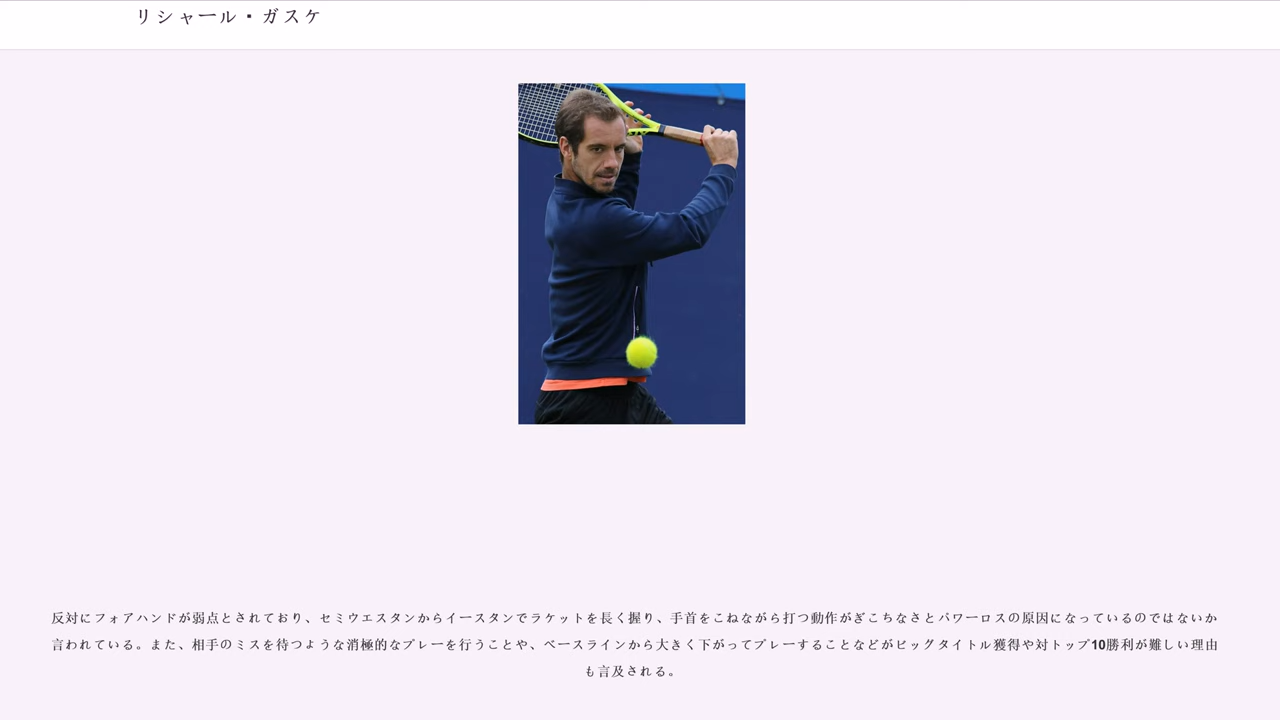 リシャール・ガスケ
反対にフォアハンドが弱点とされており、セミウエスタンからイースタンでラケットを長く握り、手首をこねながら打つ動作がぎこちなさとパワーロスの原因になっているのではないか
言われている。また、相手のミスを待つような消極的なプレーを行うことや、ベースラインから大きく下がってプレーすることなどがビッグタイトル獲得や対トップ10勝利が難しい理由
も言及される。